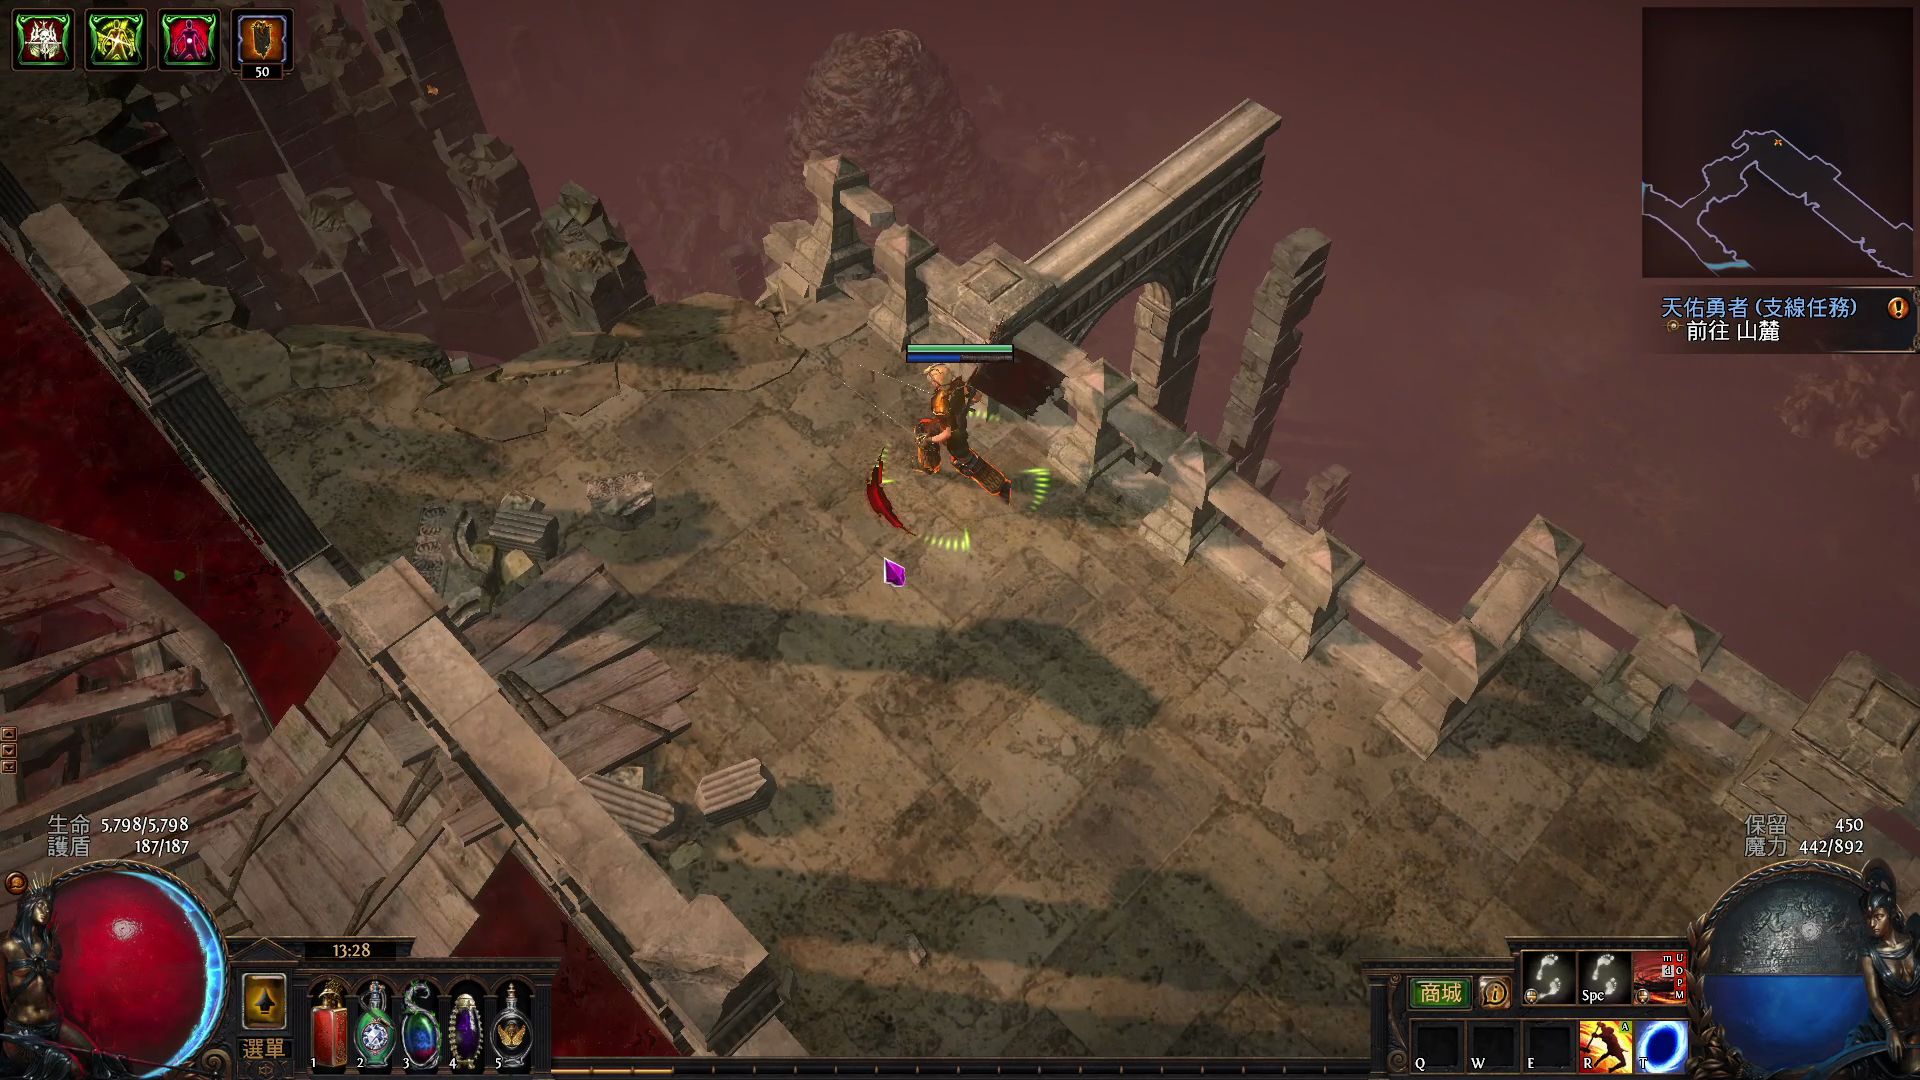 50
天佑勇者 (支線任務)
前往 山麓
生命 5,798/5,798
護盾 187/187
保留 450
魔力 442/892
13:28
選單
1
2
3
4
5
商城
Spc
m U
d O
P
M
Q
W
E
R
A
T